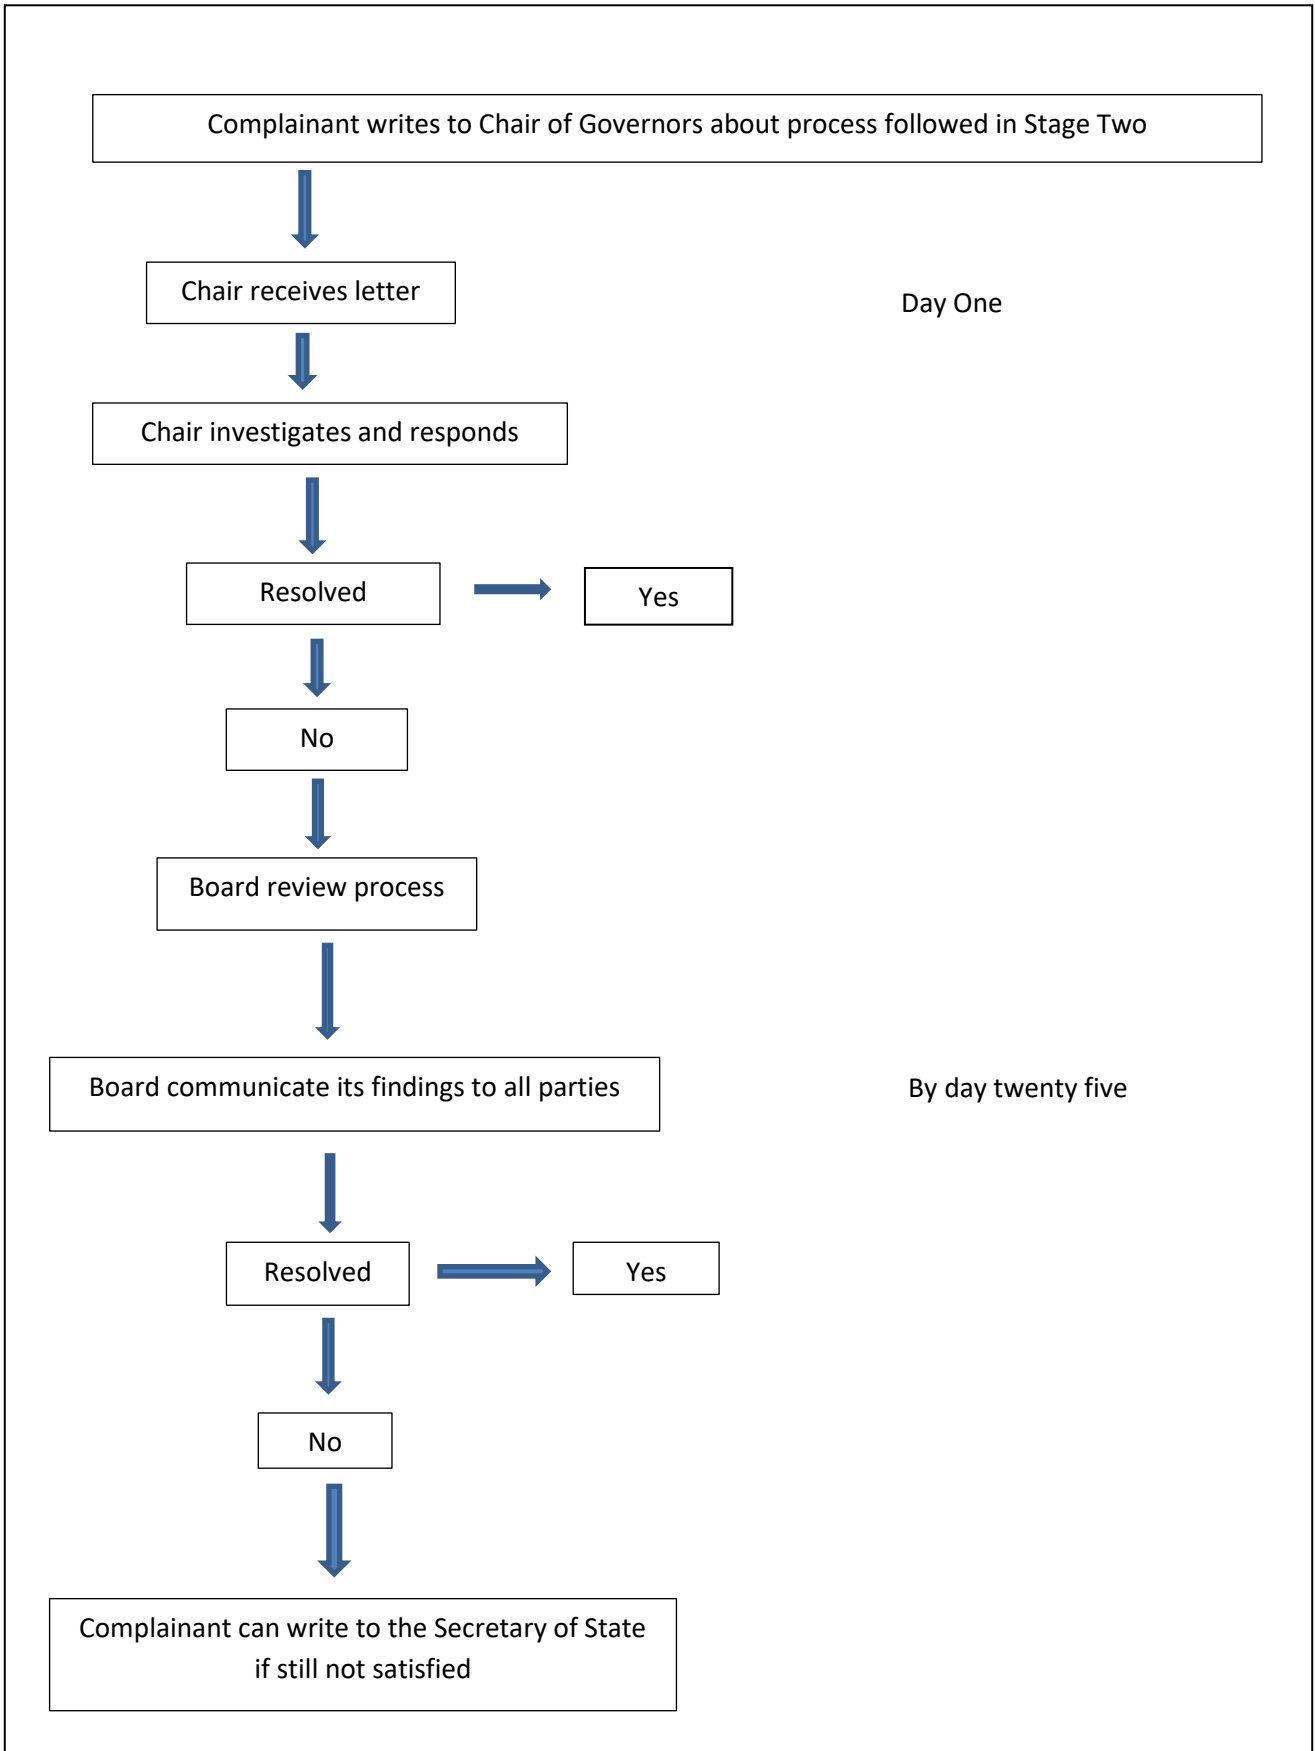 Complainant writes to Chair of Governors about process followed in Stage Two
Chair receives letter
Day One
Chair investigates and responds
Resolved
Yes
No
Board review process
Board communicate its findings to all parties
By day twenty five
Resolved
Yes
No
Complainant can write to the Secretary of State
if still not satisfied